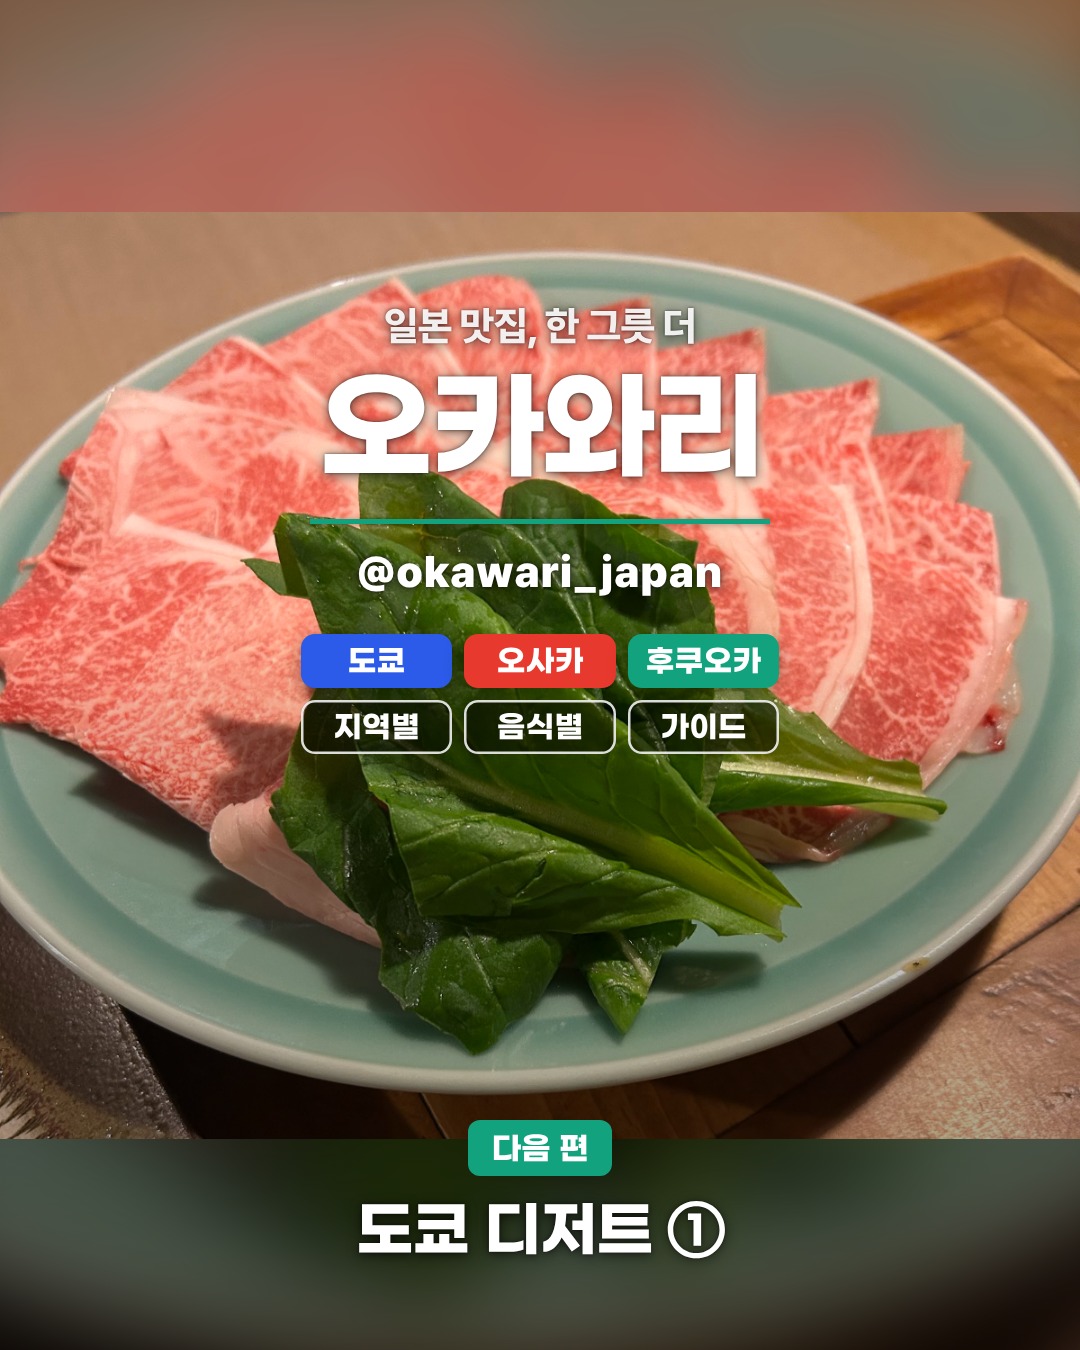 일본 맛집, 한 그릇 더
오카와리
@okawari_japan
도쿄 오사카 후쿠오카
지역별 음식별 가이드
다음 편
도쿄 디저트 ①